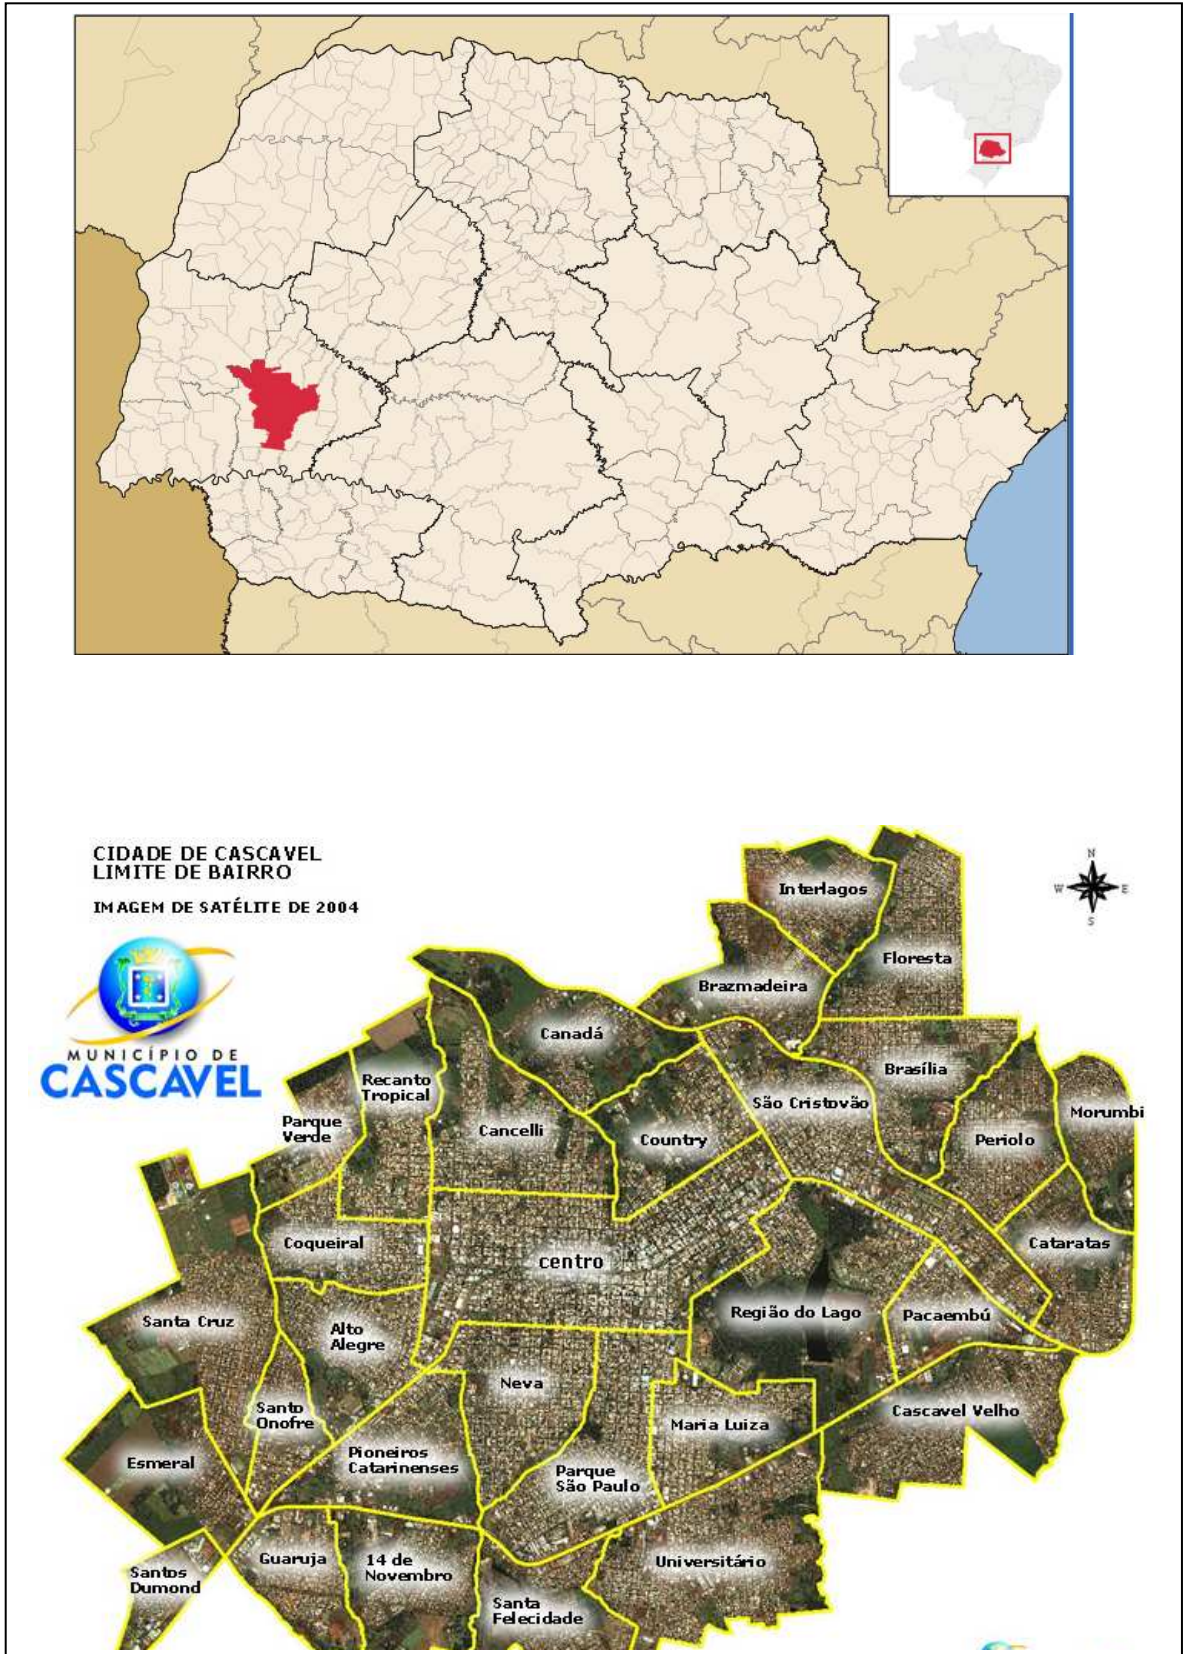 CIDADE DE CASCAVEL
LIMITE DE BAIRRO
IMAGEM DE SATÉLITE DE 2004
N
W E
S
MUNICÍPIO DE
CASCAVEL
Interlagos
Floresta
Brazmadeira
Canadá
Brasília
Recanto
Tropical
São Cristovão
Morumbi
Parque
Verde
Cancelli
Country
Periolo
Coqueiral
centro
Cataratas
Santa Cruz
Alto
Alegre
Região do Lago
Pacaembú
Neva
Santo
Onofre
Maria Luiza
Cascavel Velho
Esmeral
Pioneiros
Catarinenses
Parque
São Paulo
Guaruja
14 de
Novembro
Universitário
Santos
Dumond
Santa
Felecidade